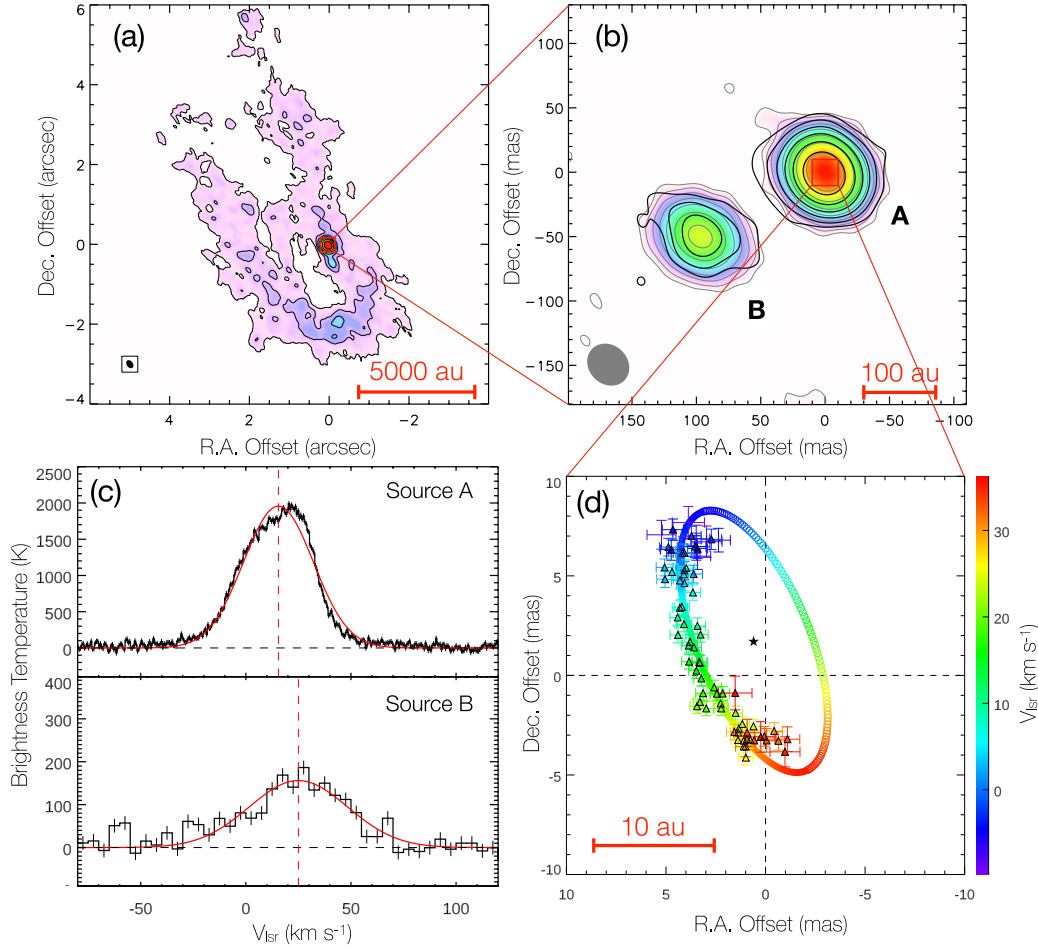 (a)
6
4
2
0
−2
−4
Dec. Offset (arcsec)
4 2 0 −2
R.A. Offset (arcsec)
5000 au
(b)
100
50
0
−50
−100
−150
Dec. Offset (mas)
A
B
100 au
150 100 50 0 −50 −100
R.A. Offset (mas)
(c)
Source A
2500
2000
1500
1000
500
0
Source B
400
300
200
100
0
Brightness Temperature (K)
-50 0 50 100
Vlsr (km s⁻¹)
(d)
10
5
0
-5
-10
Dec. Offset (mas)
10 au
10 5 0 -5 -10
R.A. Offset (mas)
30
20
10
0
Vlsr (km s⁻¹)